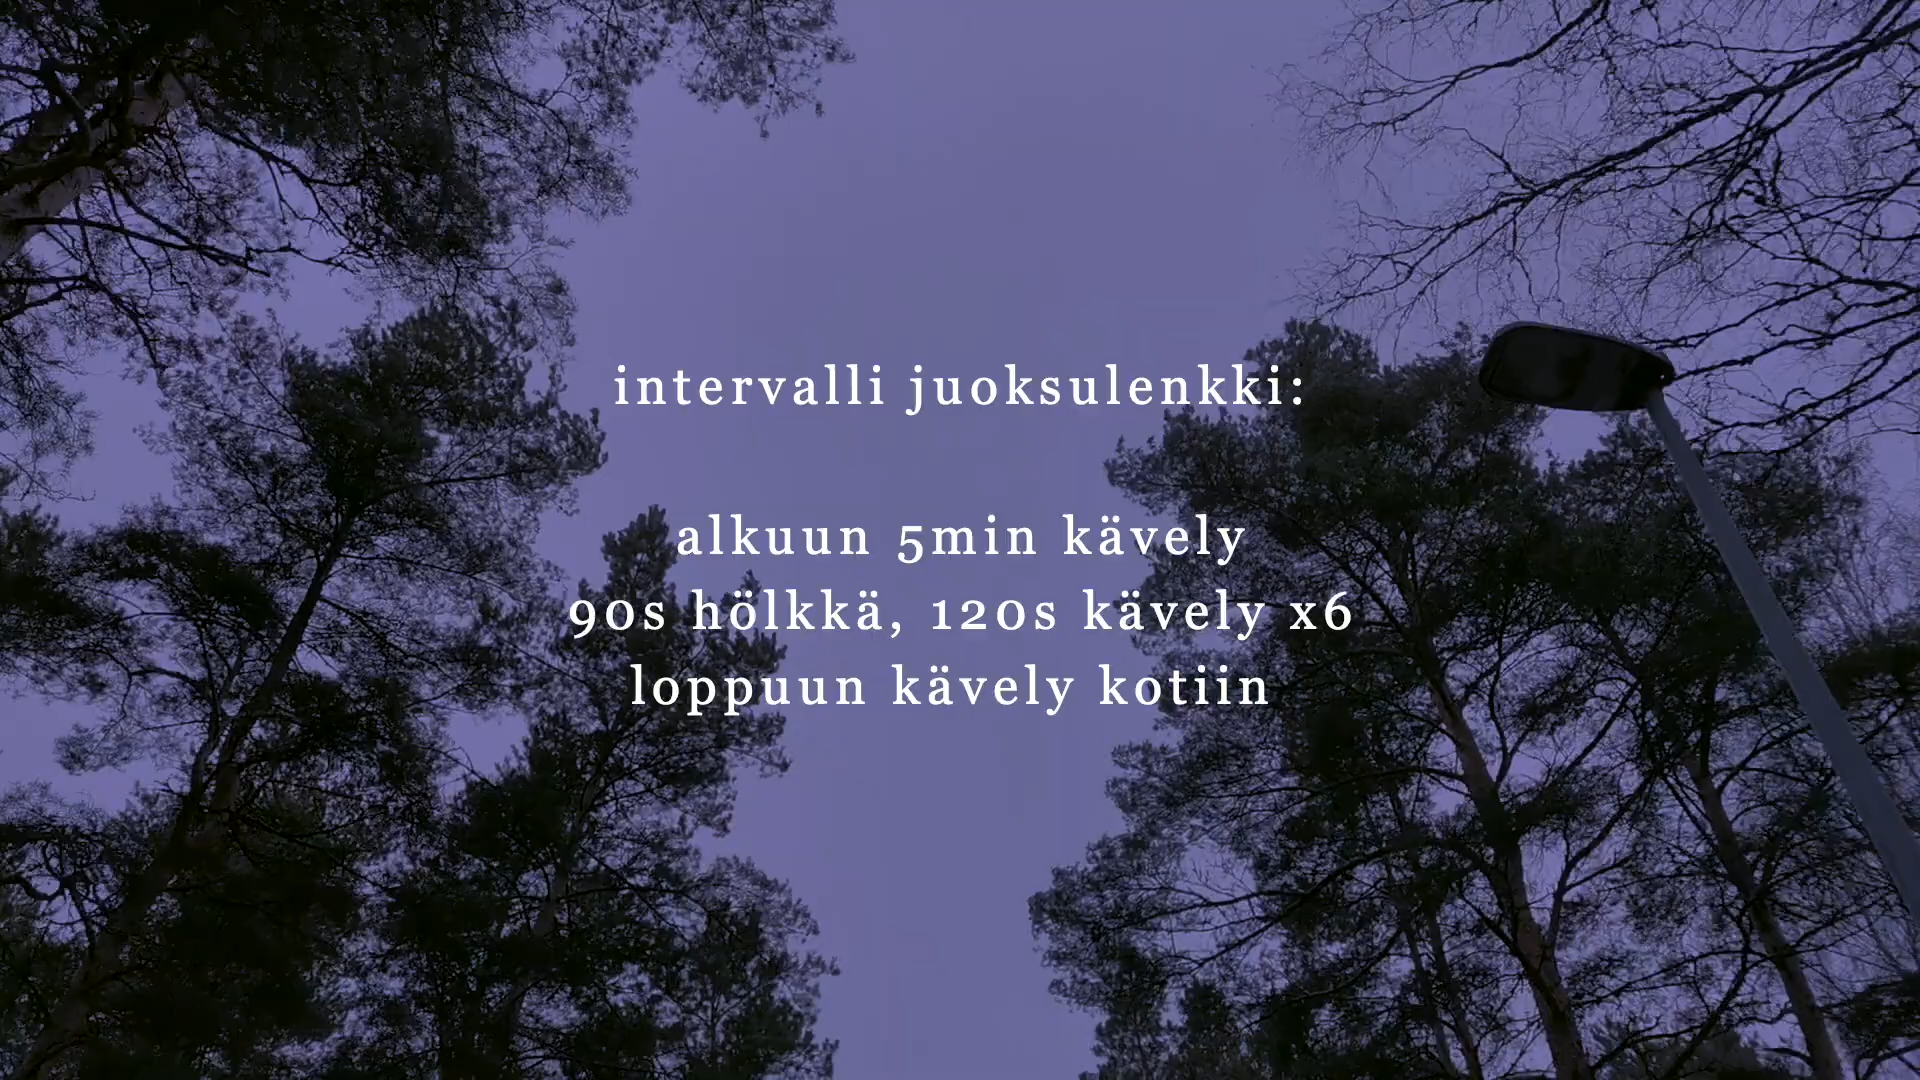 intervalli juoksulenkki:
alkuun 5min kävely
90s hölkkä, 120s kävely x6
loppuun kävely kotiin